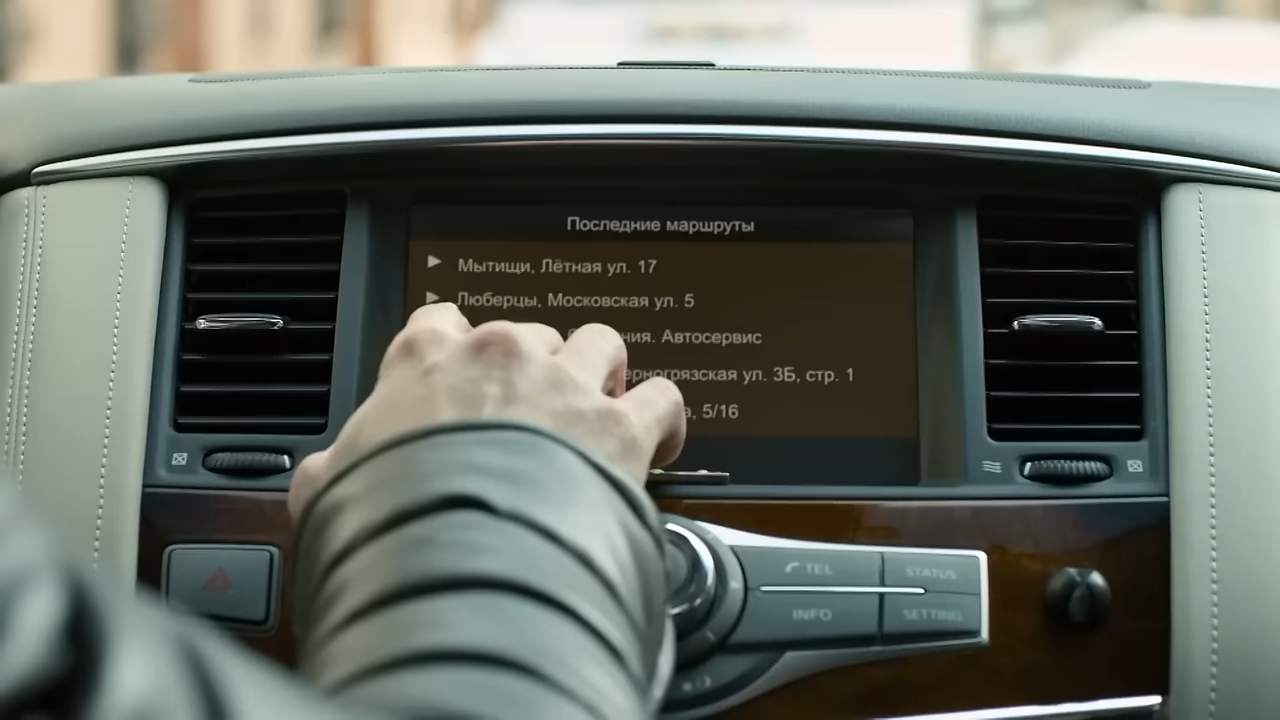 Последние маршруты
Мытищи, Лётная ул. 17
Люберцы, Московская ул. 5
Автосервис
ул. 3Б, стр. 1
5/16
TEL
STATUS
INFO
SETTING